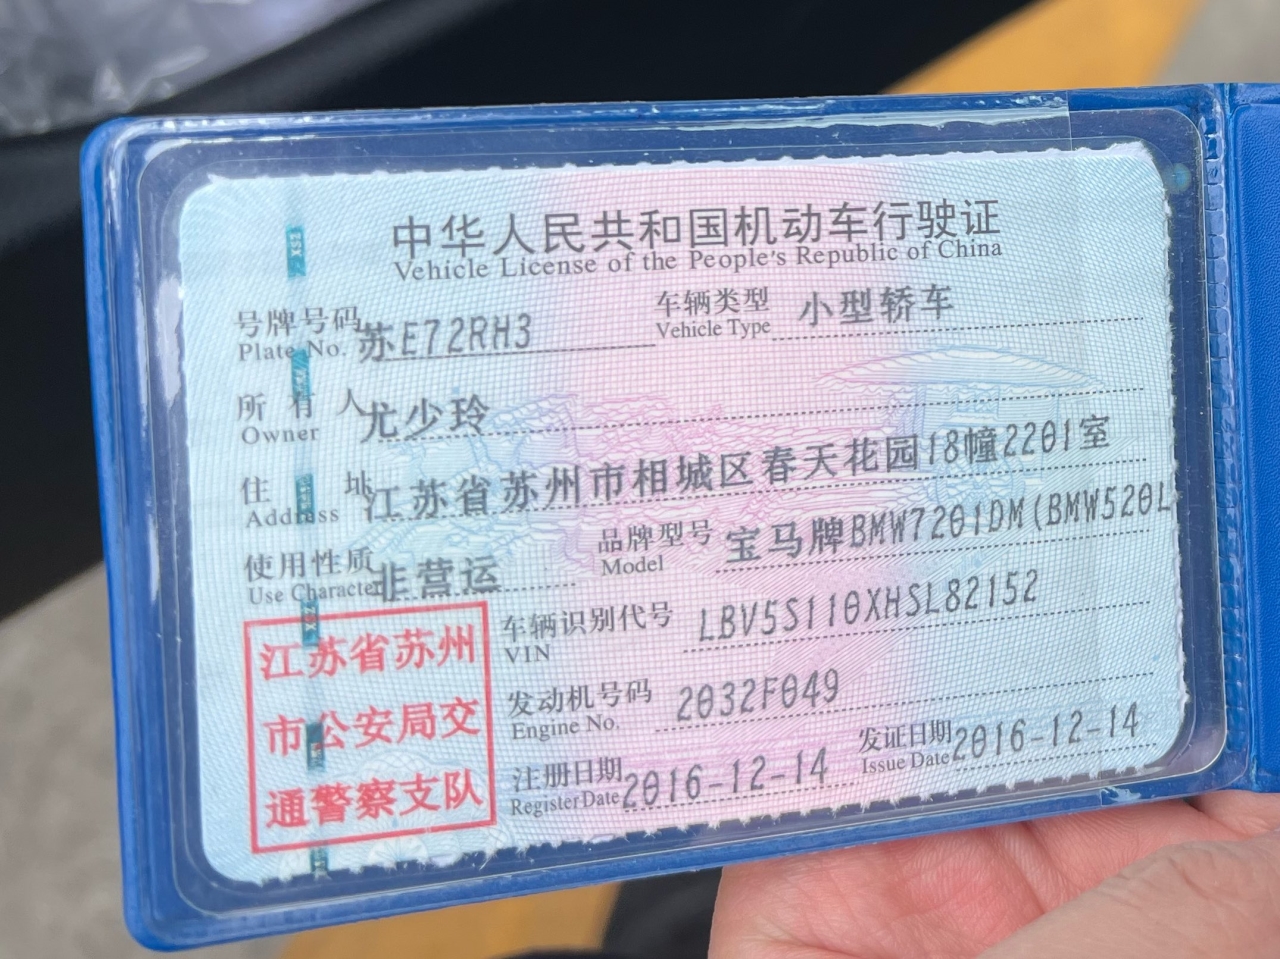 中华人民共和国机动车行驶证
Vehicle License of the People's Republic of China
号牌号码 苏E72RH3 车辆类型 小型轿车
Plate No. Vehicle Type
所有人 尤少玲
Owner
住址 江苏省苏州市相城区春天花园18幢2201室
Address
使用性质 非营运 品牌型号 宝马牌BMW7201DM(BMW520L
Use Character Model
江苏省苏州
市公安局交
通警察支队
车辆识别代号 LBV5S110XHSL82152
VIN
发动机号码 2032F049
Engine No.
注册日期 2016-12-14 发证日期 2016-12-14
Register Date Issue Date